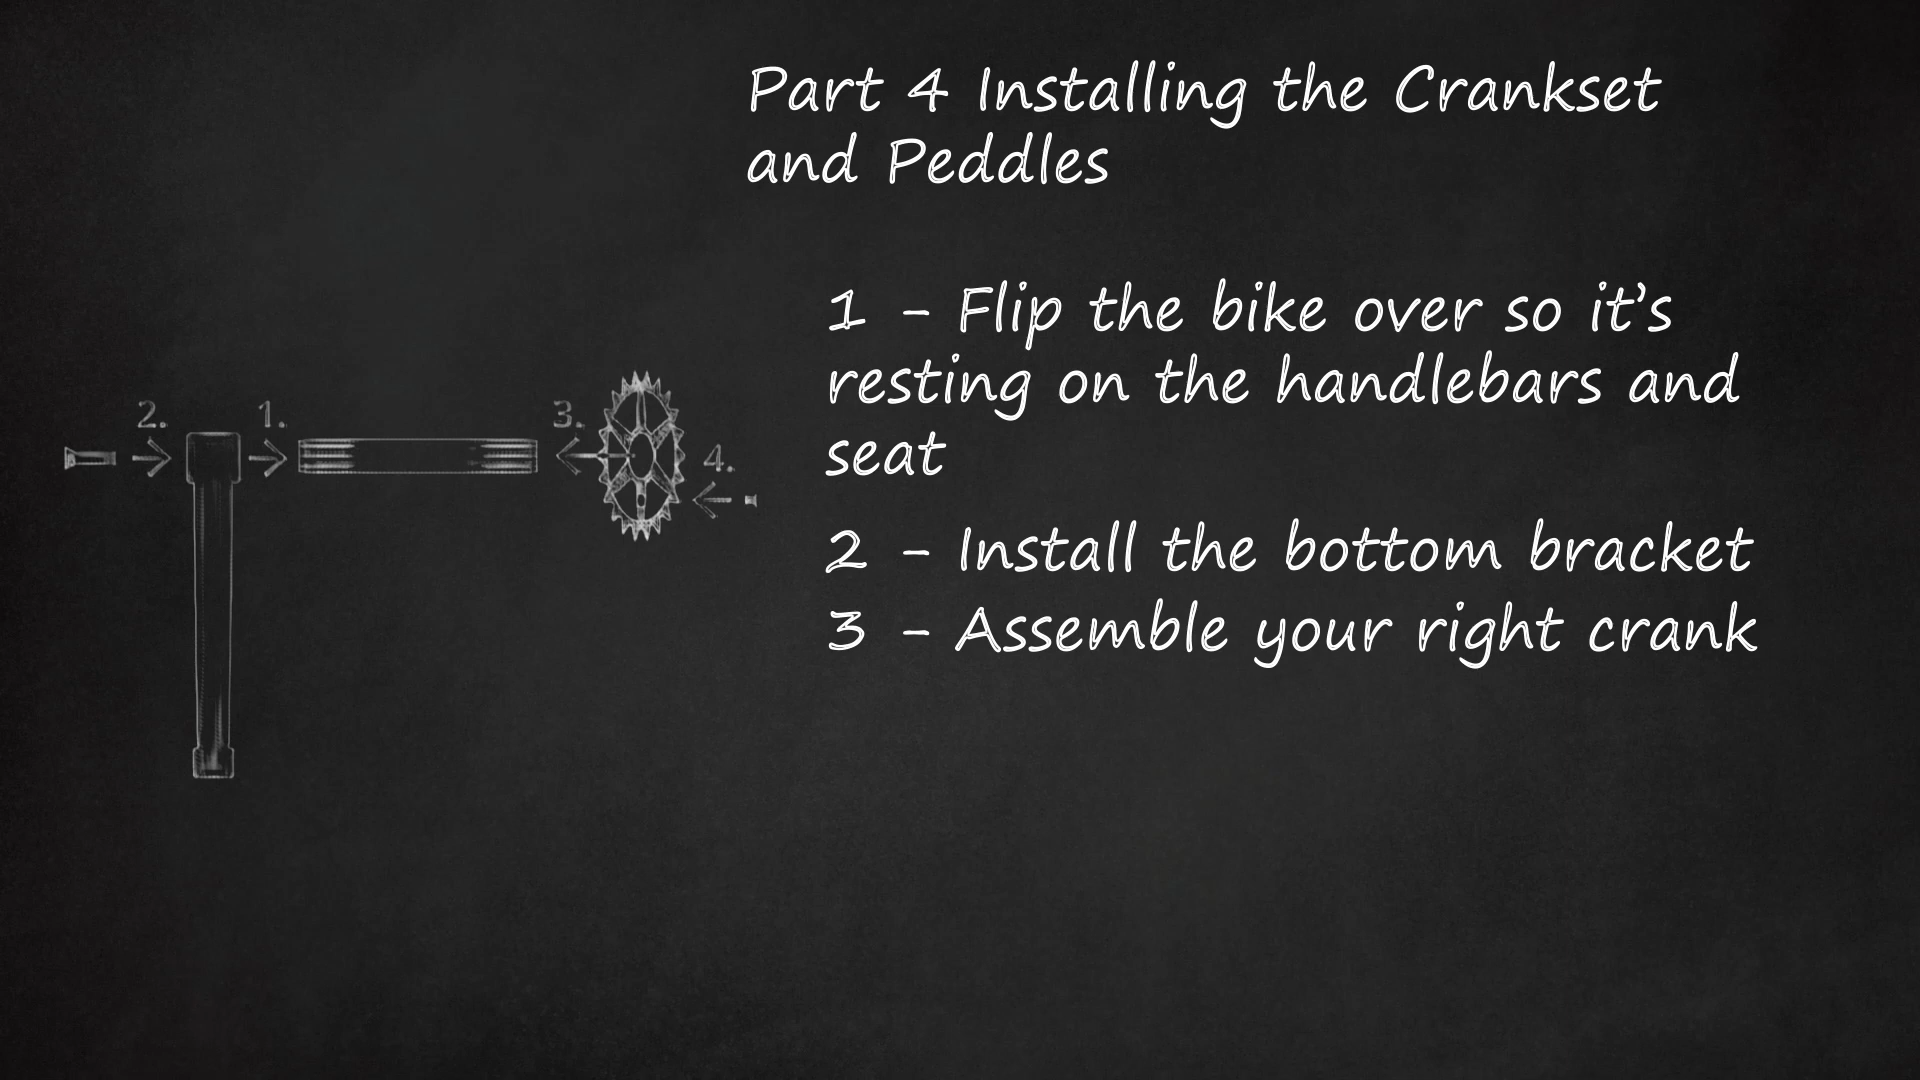 Part 4 Installing the Crankset
and Peddles
1 - Flip the bike over so it’s
resting on the handlebars and
seat
2 - Install the bottom bracket
3 - Assemble your right crank
2. 1. 3.
4.